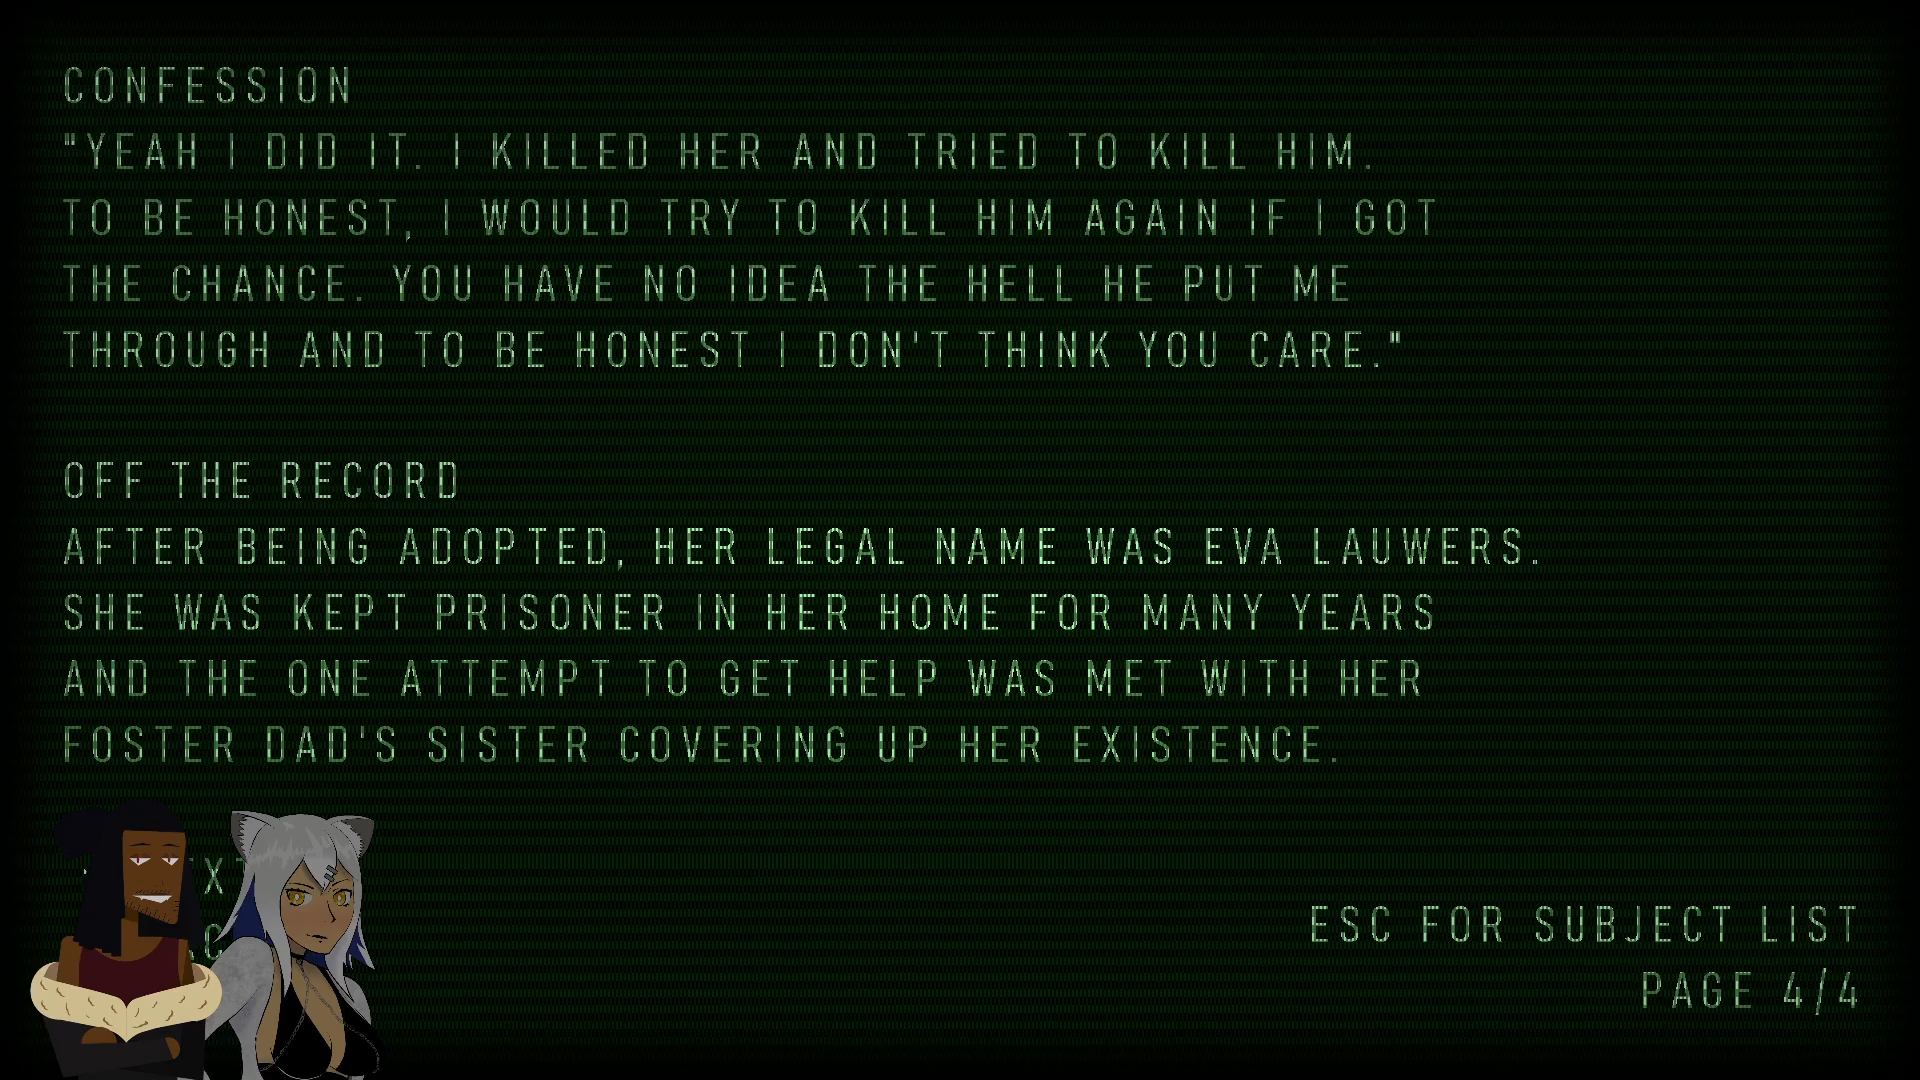 CONFESSION
"YEAH I DID IT. I KILLED HER AND TRIED TO KILL HIM.
TO BE HONEST, I WOULD TRY TO KILL HIM AGAIN IF I GOT
THE CHANCE. YOU HAVE NO IDEA THE HELL HE PUT ME
THROUGH AND TO BE HONEST I DON'T THINK YOU CARE."
OFF THE RECORD
AFTER BEING ADOPTED, HER LEGAL NAME WAS EVA LAUWERS.
SHE WAS KEPT PRISONER IN HER HOME FOR MANY YEARS
AND THE ONE ATTEMPT TO GET HELP WAS MET WITH HER
FOSTER DAD'S SISTER COVERING UP HER EXISTENCE.
ESC FOR SUBJECT LIST
PAGE 4/4